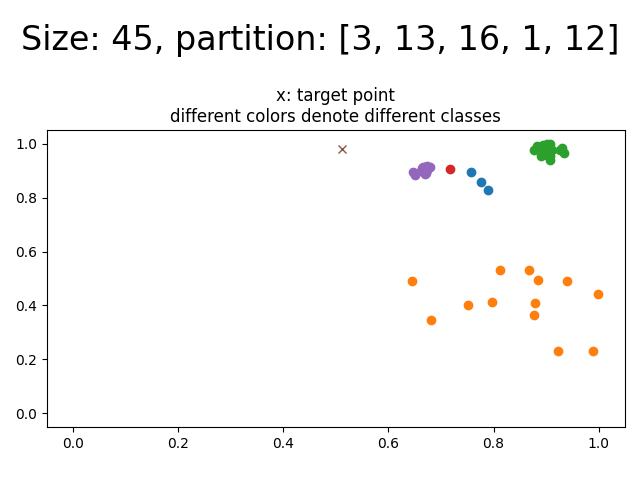 Size: 45, partition: [3, 13, 16, 1, 12]
x: target point
different colors denote different classes
1.0
0.8
0.6
0.4
0.2
0.0
0.0 0.2 0.4 0.6 0.8 1.0